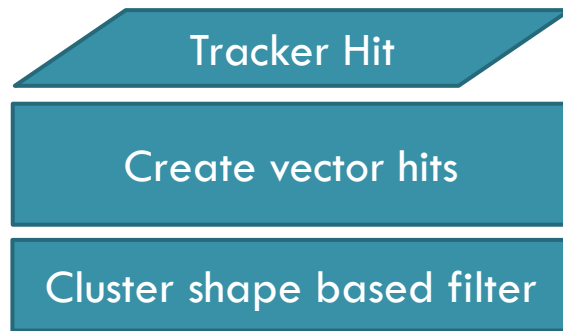 Tracker Hit
Create vector hits
Cluster shape based filter